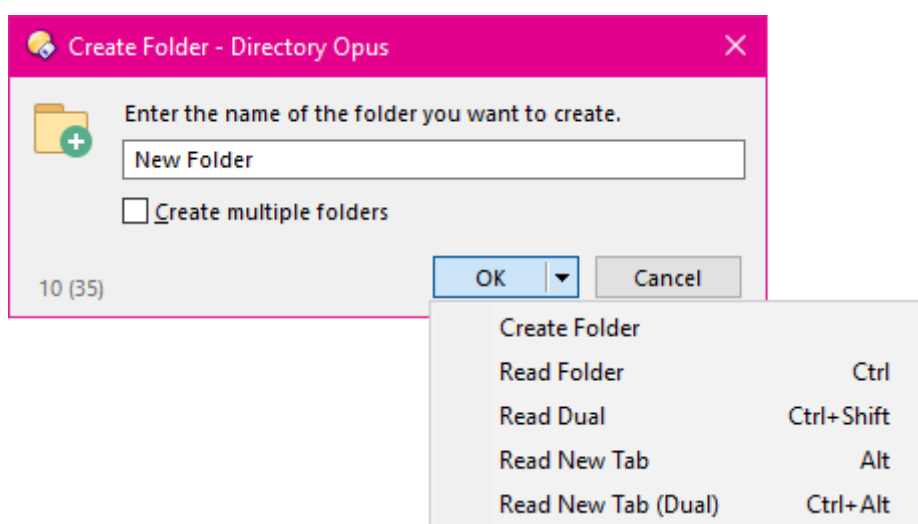 Create Folder - Directory Opus
Enter the name of the folder you want to create.
New Folder
Create multiple folders
10 (35)
OK
Cancel
Create Folder
Read Folder Ctrl
Read Dual Ctrl+Shift
Read New Tab Alt
Read New Tab (Dual) Ctrl+Alt